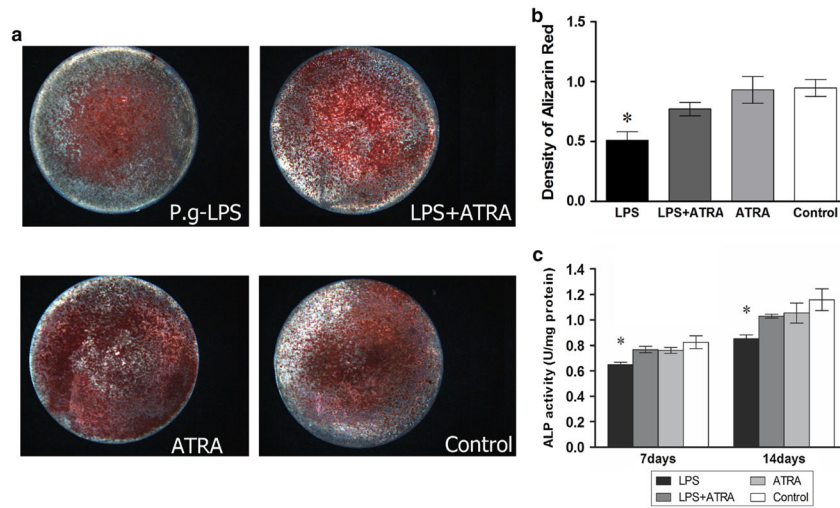 a
P.g-LPS
LPS+ATRA
ATRA
Control
b
Density of Alizarin Red
1.5
1.0
0.5
0.0
*
LPS LPS+ATRA ATRA Control
c
ALP activity (U/mg protein)
1.4
1.2
1.0
0.8
0.6
0.4
0.2
0.0
* *
7days 14days
LPS ATRA
LPS+ATRA Control